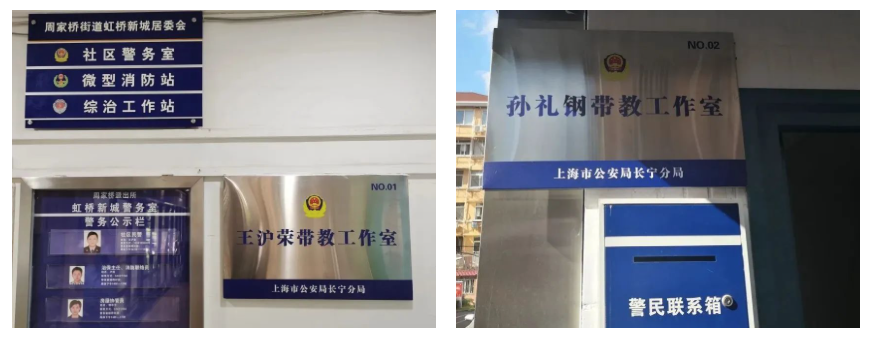 周家桥街道虹桥新城居委会
社区警务室
微型消防站
综治工作站
周家桥派出所
虹桥新城警务室
警务公示栏
社区民警
NO.01
王沪荣带教工作室
上海市公安局长宁分局
NO.02
孙礼钢带教工作室
上海市公安局长宁分局
警民联系箱